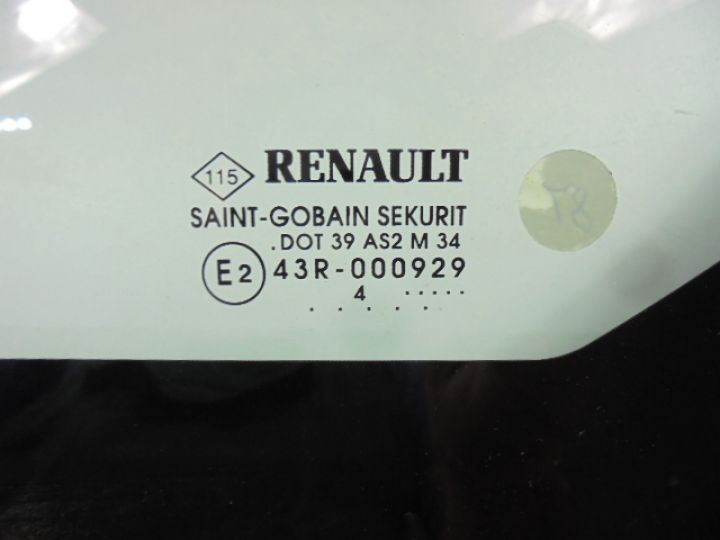 115 RENAULT
SAINT-GOBAIN SEKURIT
.DOT 39 AS2 M 34
E2 43R-000929
4 .....
. . . . .